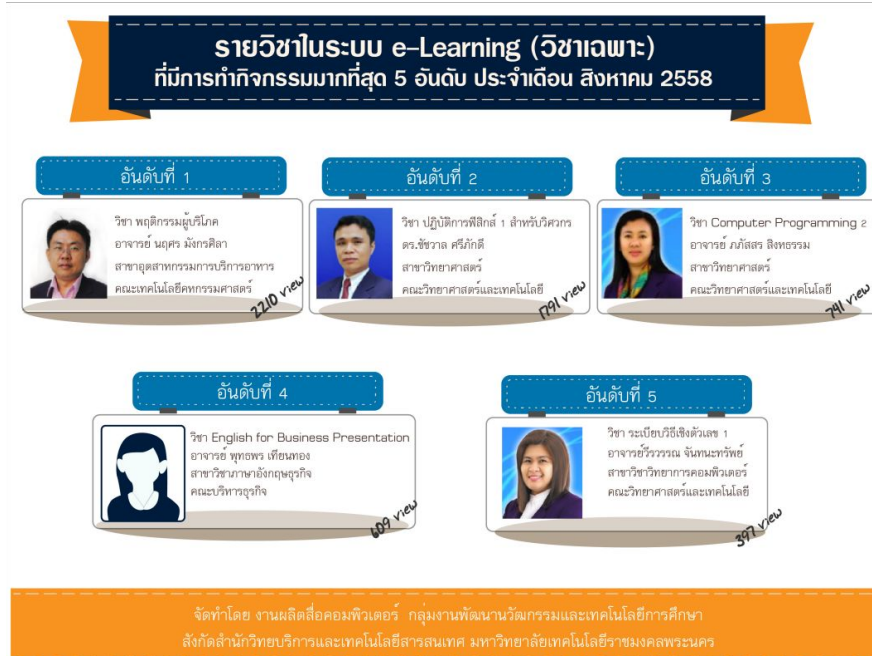 รายวิชาในระบบ e-Learning (วิชาเฉพาะ)
ที่มีการทำกิจกรรมมากที่สุด 5 อันดับ ประจำเดือน สิงหาคม 2558
อันดับที่ 1
วิชา พฤติกรรมผู้บริโภค
อาจารย์ นฤศร มังกรศิลา
สาขาอุตสาหกรรมการบริการอาหาร
คณะเทคโนโลยีคหกรรมศาสตร์
2210 view
อันดับที่ 2
วิชา ปฏิบัติการฟิสิกส์ 1 สำหรับวิศวกร
ดร.ชัชวาล ศรีภักดี
สาขาวิทยาศาสตร์
คณะวิทยาศาสตร์และเทคโนโลยี
1791 view
อันดับที่ 3
วิชา Computer Programming 2
อาจารย์ ภภัสสร สิงหธรรม
สาขาวิทยาศาสตร์
คณะวิทยาศาสตร์และเทคโนโลยี
741 view
อันดับที่ 4
วิชา English for Business Presentation
อาจารย์ พุทธพร เทียนทอง
สาขาวิชาภาษาอังกฤษธุรกิจ
คณะบริหารธุรกิจ
609 view
อันดับที่ 5
วิชา ระเบียบวิธีเชิงตัวเลข 1
อาจารย์วีรวรรณ จันทนะทรัพย์
สาขาวิชาวิทยาการคอมพิวเตอร์
คณะวิทยาศาสตร์และเทคโนโลยี
397 view
จัดทำโดย งานผลิตสื่อคอมพิวเตอร์ กลุ่มงานพัฒนานวัฒกรรมและเทคโนโลยีการศึกษา
สังกัดสำนักวิทยบริการและเทคโนโลยีสารสนเทศ มหาวิทยาลัยเทคโนโลยีราชมงคลพระนคร